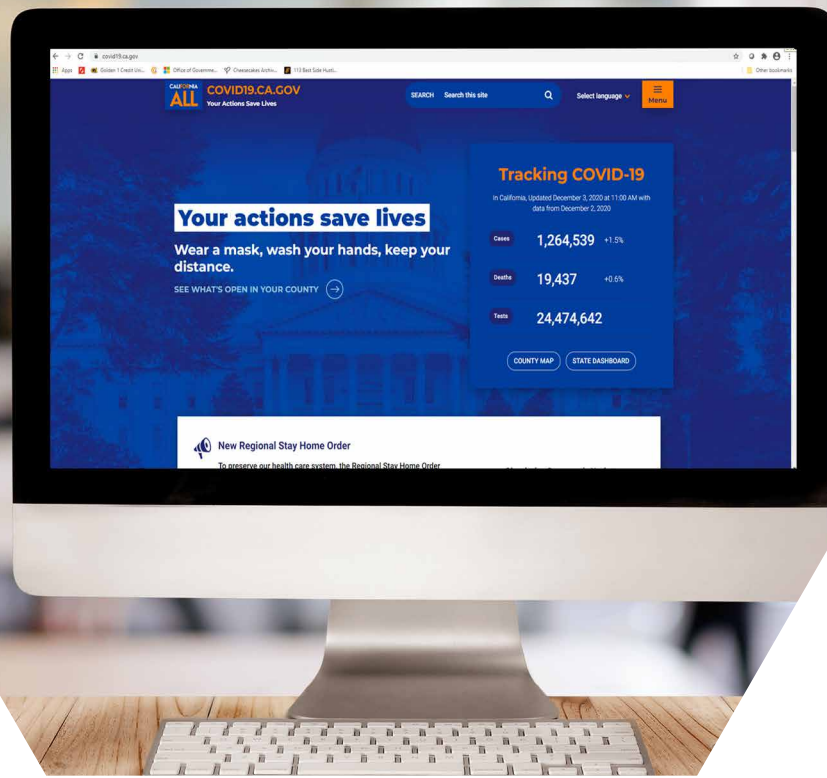 covid19.ca.gov
Apps
Golden 1 Credit Uni...
Office of Governme...
Cheesecakes Archiv...
113 Best Side Hustl...
Other bookmarks
CALIFORNIA
ALL
COVID19.CA.GOV
Your Actions Save Lives
SEARCH Search this site
Select language
Menu
Tracking COVID-19
In California, Updated December 3, 2020 at 11:00 AM with
data from December 2, 2020
Your actions save lives
Wear a mask, wash your hands, keep your
distance.
SEE WHAT'S OPEN IN YOUR COUNTY
Cases 1,264,539 +1.5%
Deaths 19,437 +0.6%
Tests 24,474,642
COUNTY MAP STATE DASHBOARD
New Regional Stay Home Order
To preserve our health care system, the Regional Stay Home Order